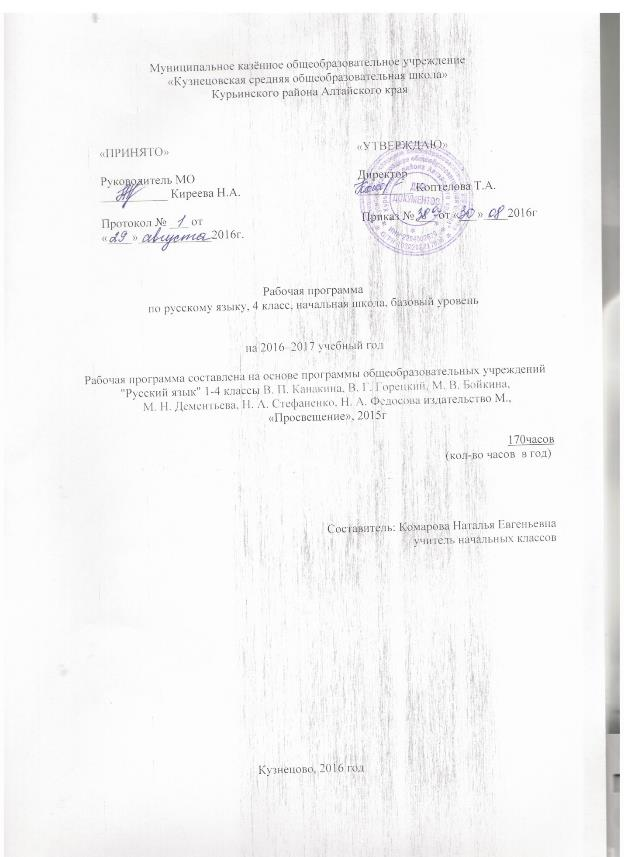 Муниципальное казённое общеобразовательное учреждение
«Кузнецовская средняя общеобразовательная школа»
Курьинского района Алтайского края
«ПРИНЯТО»
Руководитель МО
____________ Киреева Н.А.
Протокол № 1 от
«29» августа 2016г.
«УТВЕРЖДАЮ»
Директор
Коптелова Т.А.
Приказ № от «30» 08 2016г
ДЛЯ ДОКУМЕНТОВ
Рабочая программа
по русскому языку, 4 класс, начальная школа, базовый уровень
на 2016–2017 учебный год
Рабочая программа составлена на основе программы общеобразовательных учреждений
"Русский язык" 1-4 классы В. П. Канакина, В. Г. Горецкий, М. В. Бойкина,
М. Н. Дементьева, Н. А. Стефаненко, Н. А. Федосова издательство М.,
«Просвещение», 2015г
170часов
(кол-во часов в год)
Составитель: Комарова Наталья Евгеньевна
учитель начальных классов
Кузнецово, 2016 год